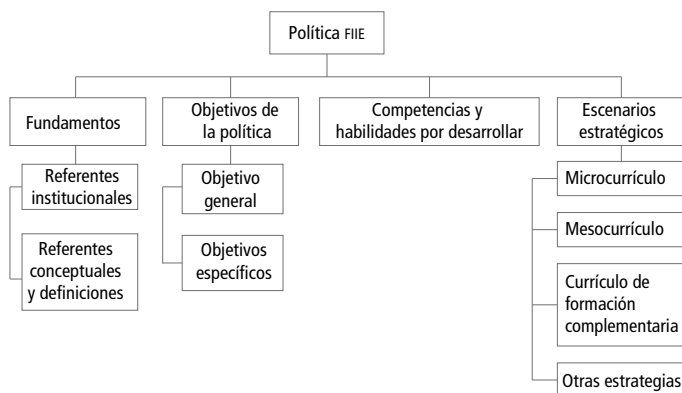 Política FIIE
Fundamentos
Objetivos de
la política
Competencias y
habilidades por desarrollar
Escenarios
estratégicos
Referentes
institucionales
Referentes
conceptuales
y definiciones
Objetivo
general
Objetivos
específicos
Microcurrículo
Mesocurrículo
Currículo de
formación
complementaria
Otras estrategias